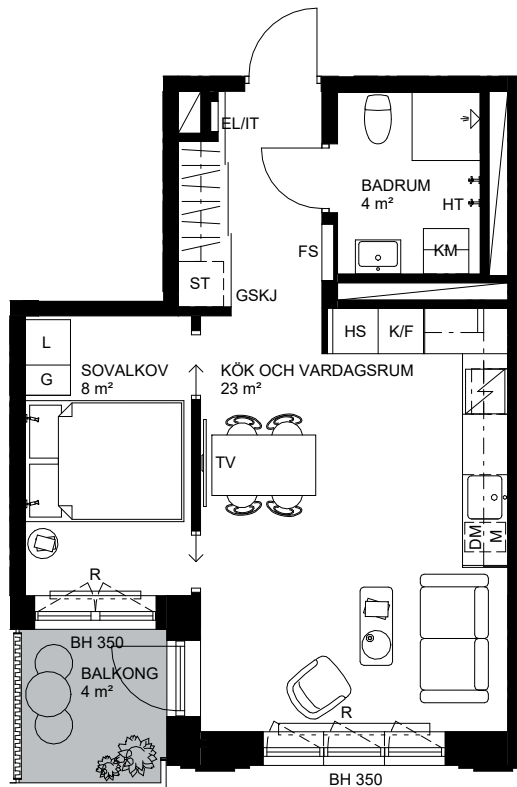 EL/IT
BADRUM
4 m²
HT
KM
FS
ST
GSKJ
HS
K/F
L
G
SOVALKOV
8 m²
KÖK OCH VARDAGSRUM
23 m²
TV
DM
M
R
BH 350
BALKONG
4 m²
R
BH 350